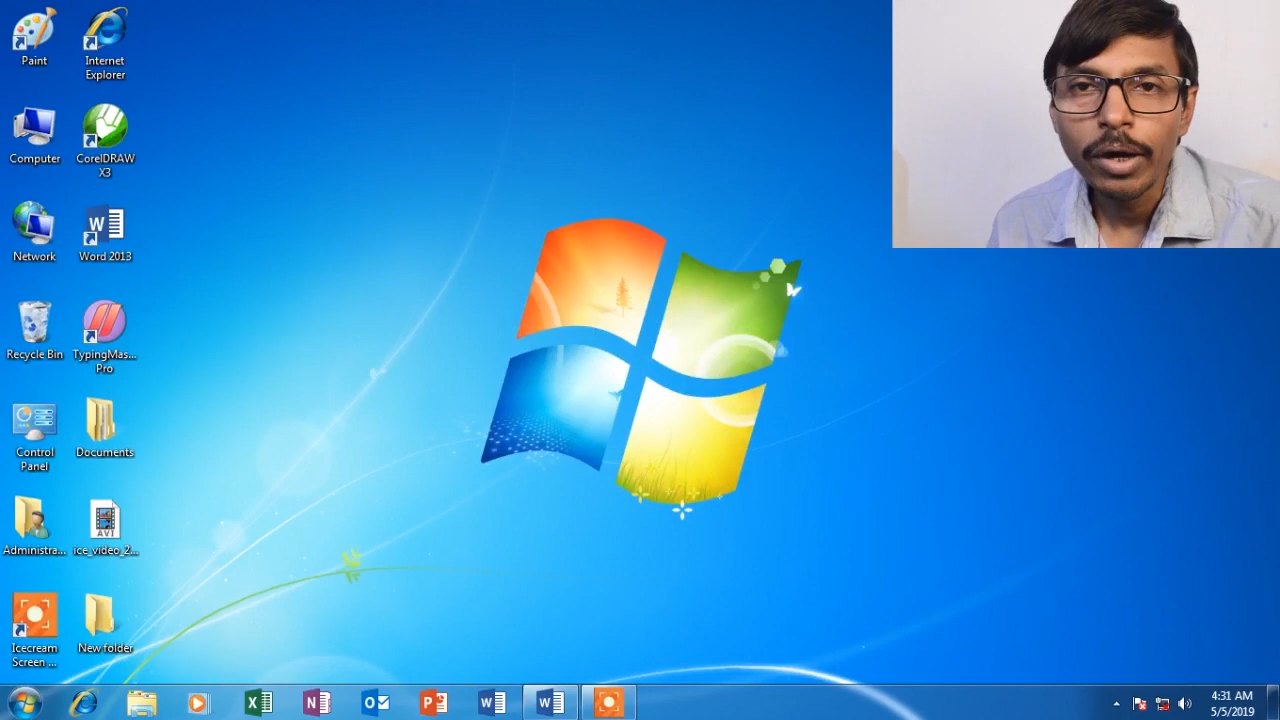 Paint
Internet
Explorer
Computer
CorelDRAW
X3
Network
Word 2013
Recycle Bin
TypingMas...
Pro
Control
Panel
Documents
Administra...
AVI
ice_video_2...
Icecream
Screen ...
New folder
4:31 AM
5/5/2019